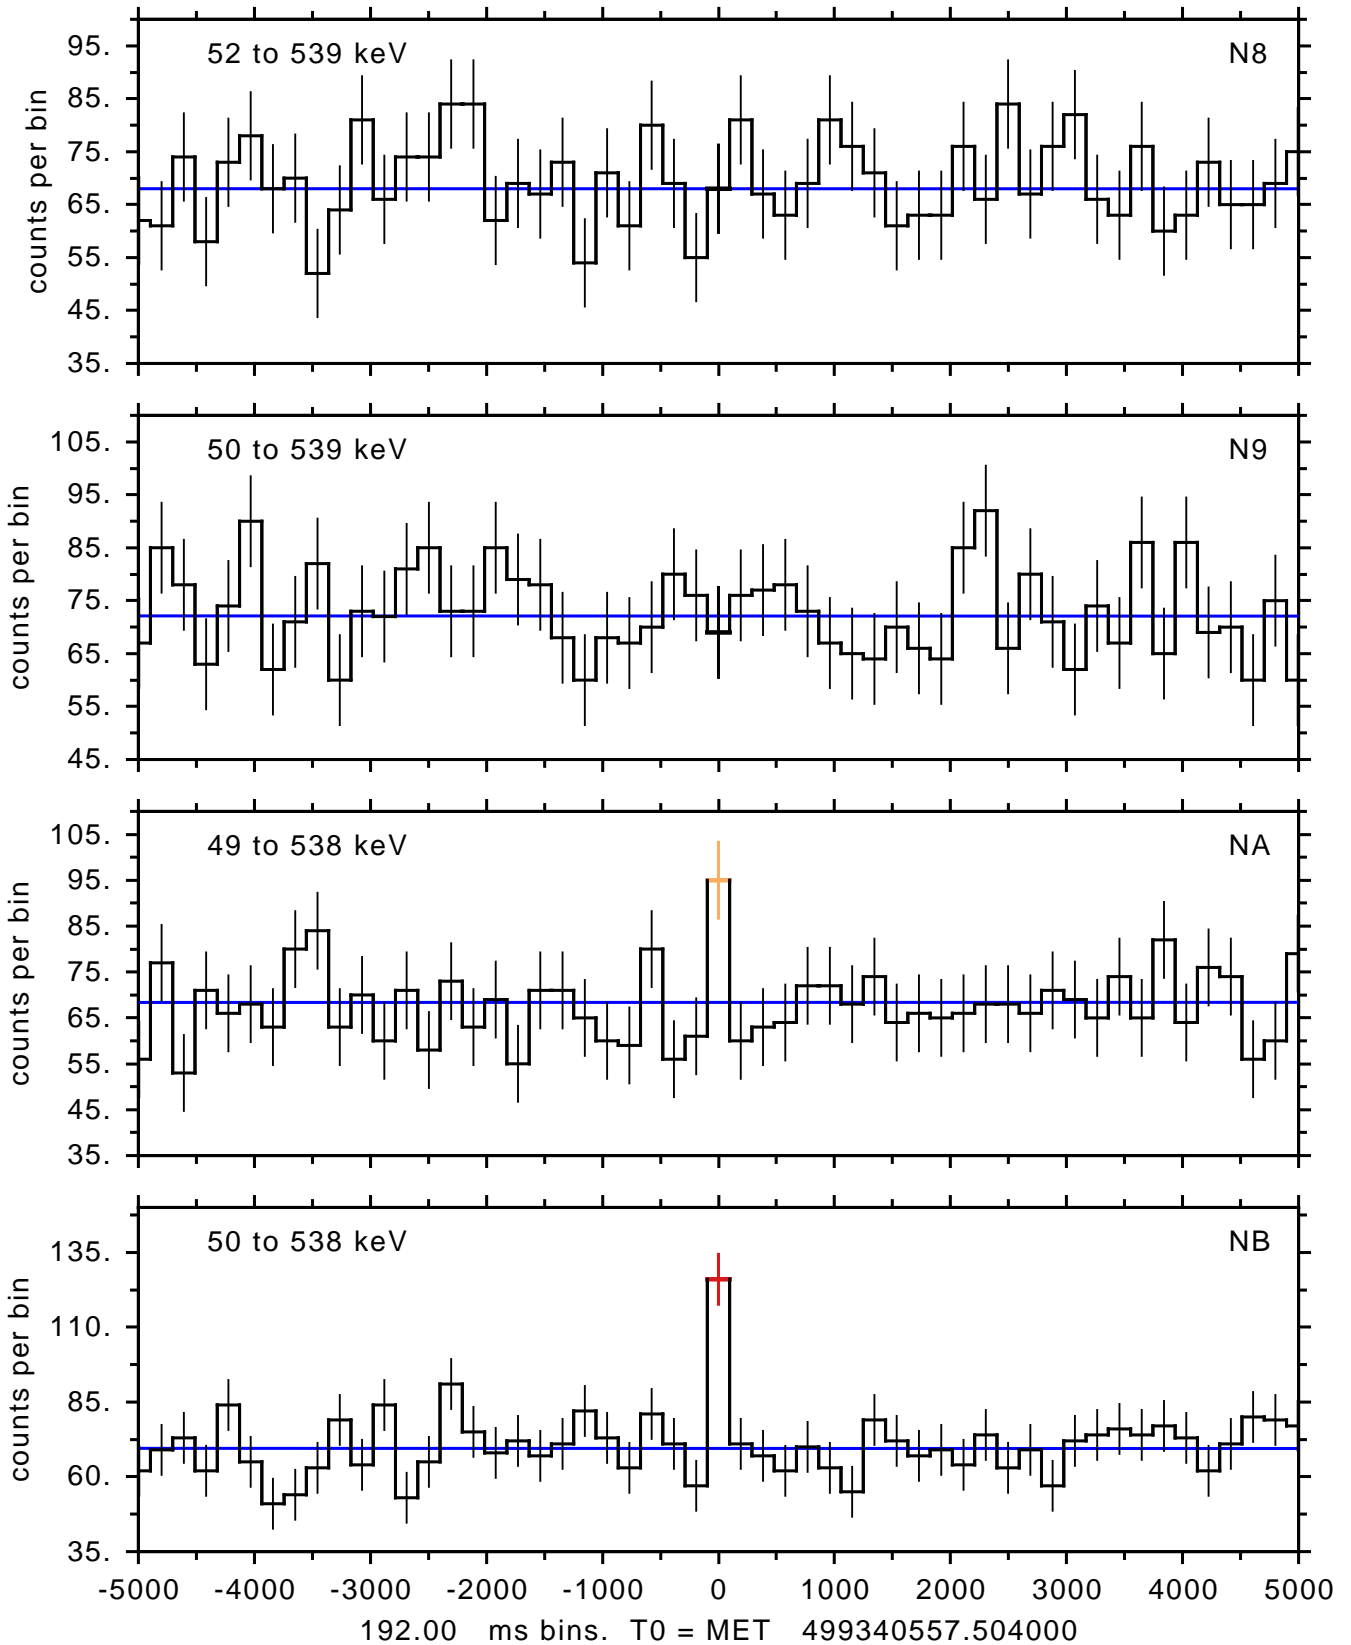 52 to 539 keV N8
95.
85.
75.
65.
55.
45.
35.
counts per bin
50 to 539 keV N9
105.
95.
85.
75.
65.
55.
45.
counts per bin
49 to 538 keV NA
105.
95.
85.
75.
65.
55.
45.
35.
counts per bin
50 to 538 keV NB
135.
110.
85.
60.
35.
counts per bin
-5000 -4000 -3000 -2000 -1000 0 1000 2000 3000 4000 5000
192.00 ms bins. T0 = MET 499340557.504000